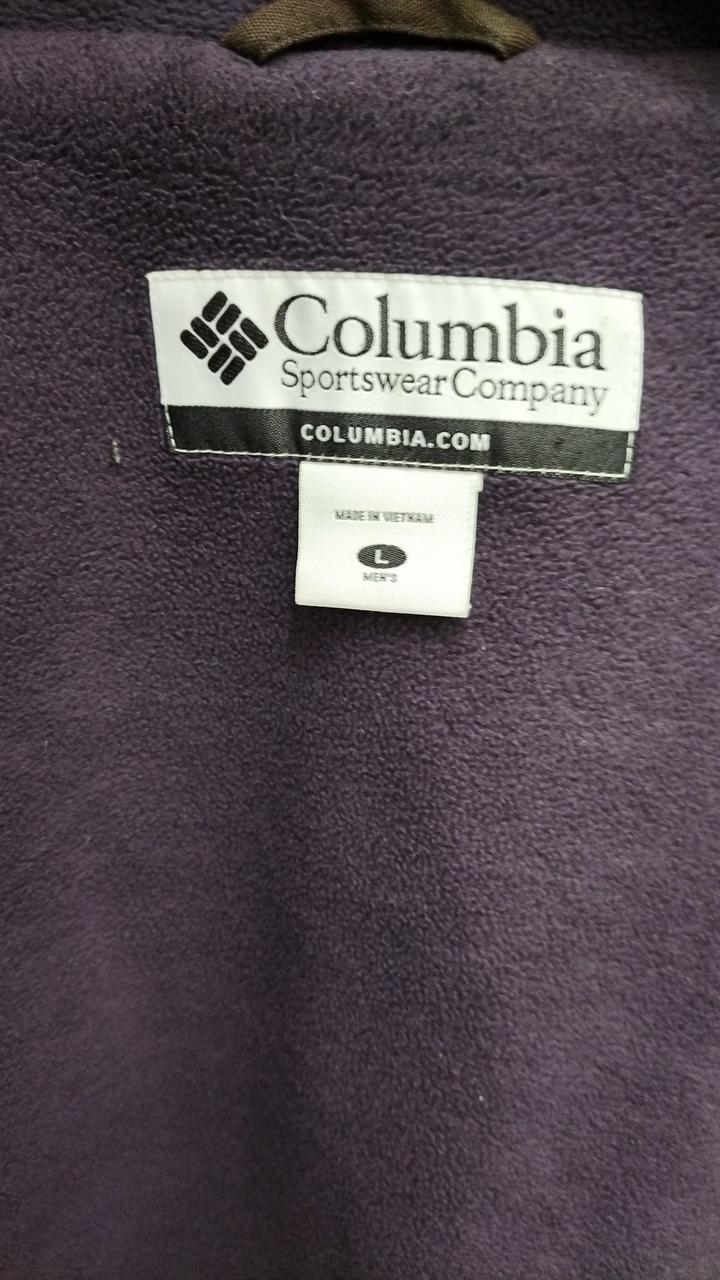 Columbia
Sportswear Company
COLUMBIA.COM
MADE IN VIETNAM
L
MEN'S